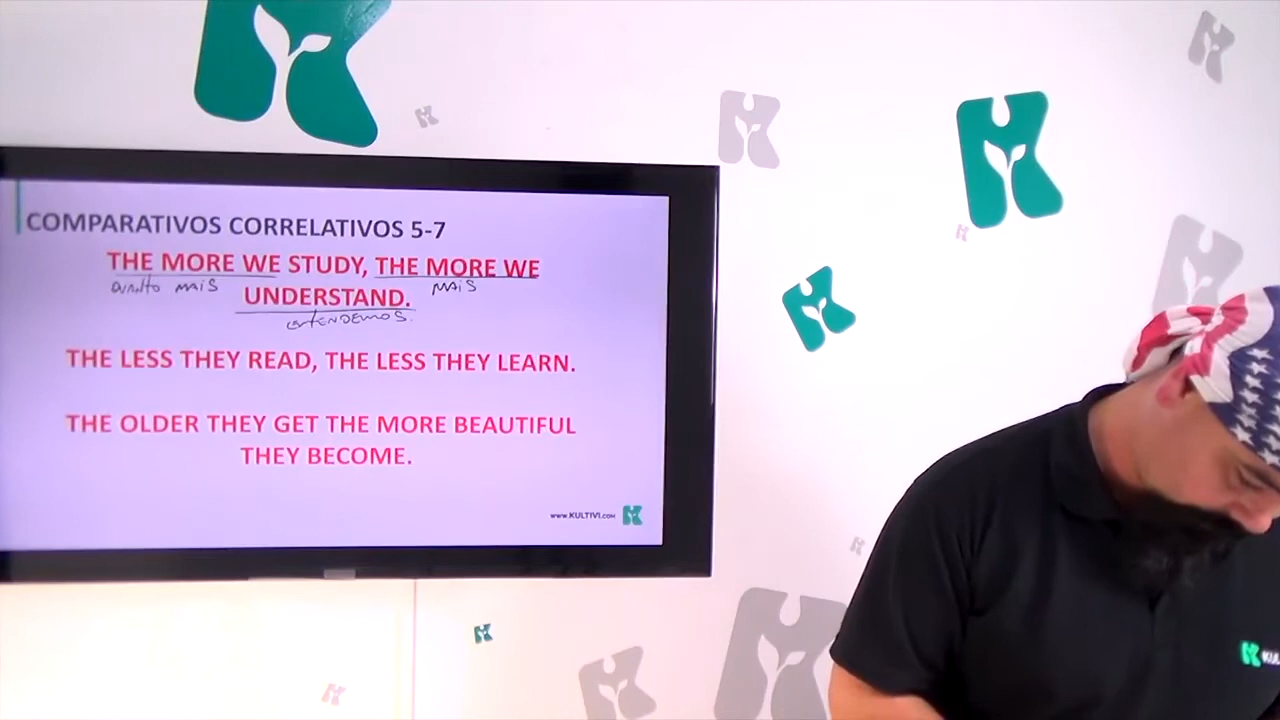 COMPARATIVOS CORRELATIVOS 5-7
THE MORE WE STUDY, THE MORE WE
quanto mais mais
UNDERSTAND.
entendemos.
THE LESS THEY READ, THE LESS THEY LEARN.
THE OLDER THEY GET THE MORE BEAUTIFUL
THEY BECOME.
www.KULTIVI.com